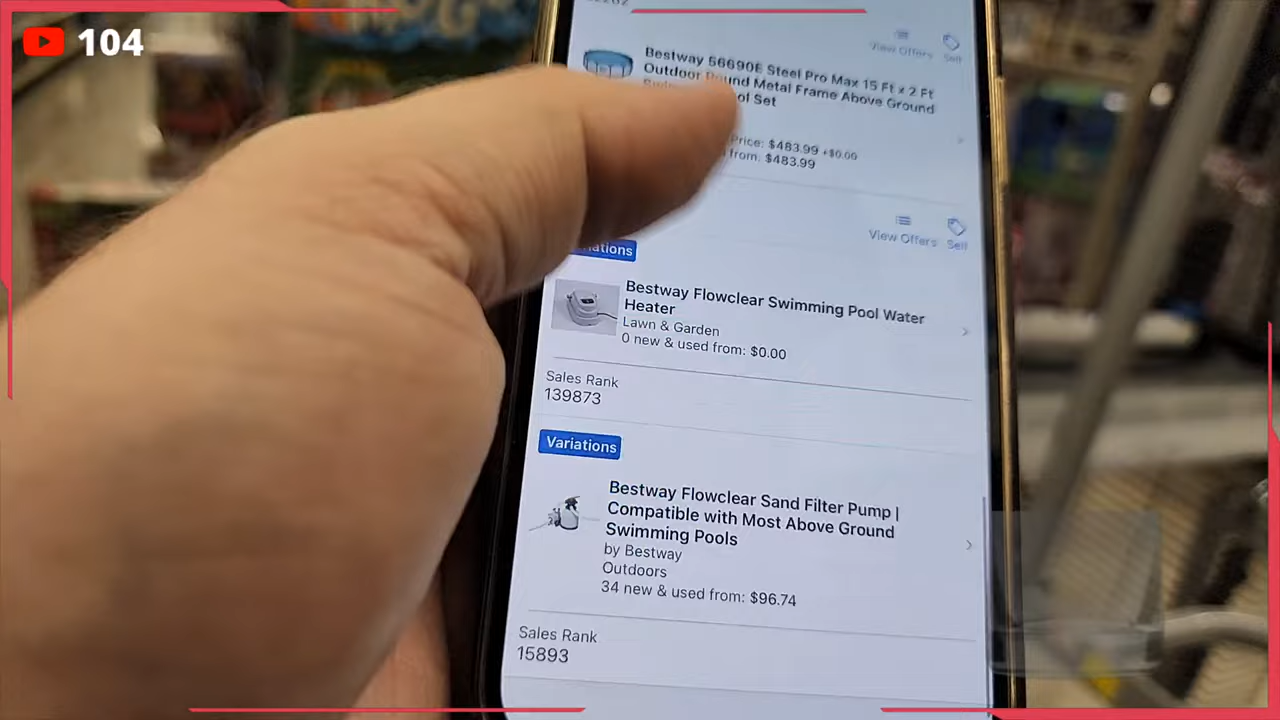 104
View Offers
Sell
Bestway 56690E Steel Pro Max 15 Ft x 2 Ft
Outdoor Round Metal Frame Above Ground
Set
Price: $483.99 +$0.00
from: $483.99
View Offers
Sell
Bestway Flowclear Swimming Pool Water
Heater
Lawn & Garden
0 new & used from: $0.00
Sales Rank
139873
Variations
Bestway Flowclear Sand Filter Pump |
Compatible with Most Above Ground
Swimming Pools
by Bestway
Outdoors
34 new & used from: $96.74
Sales Rank
15893